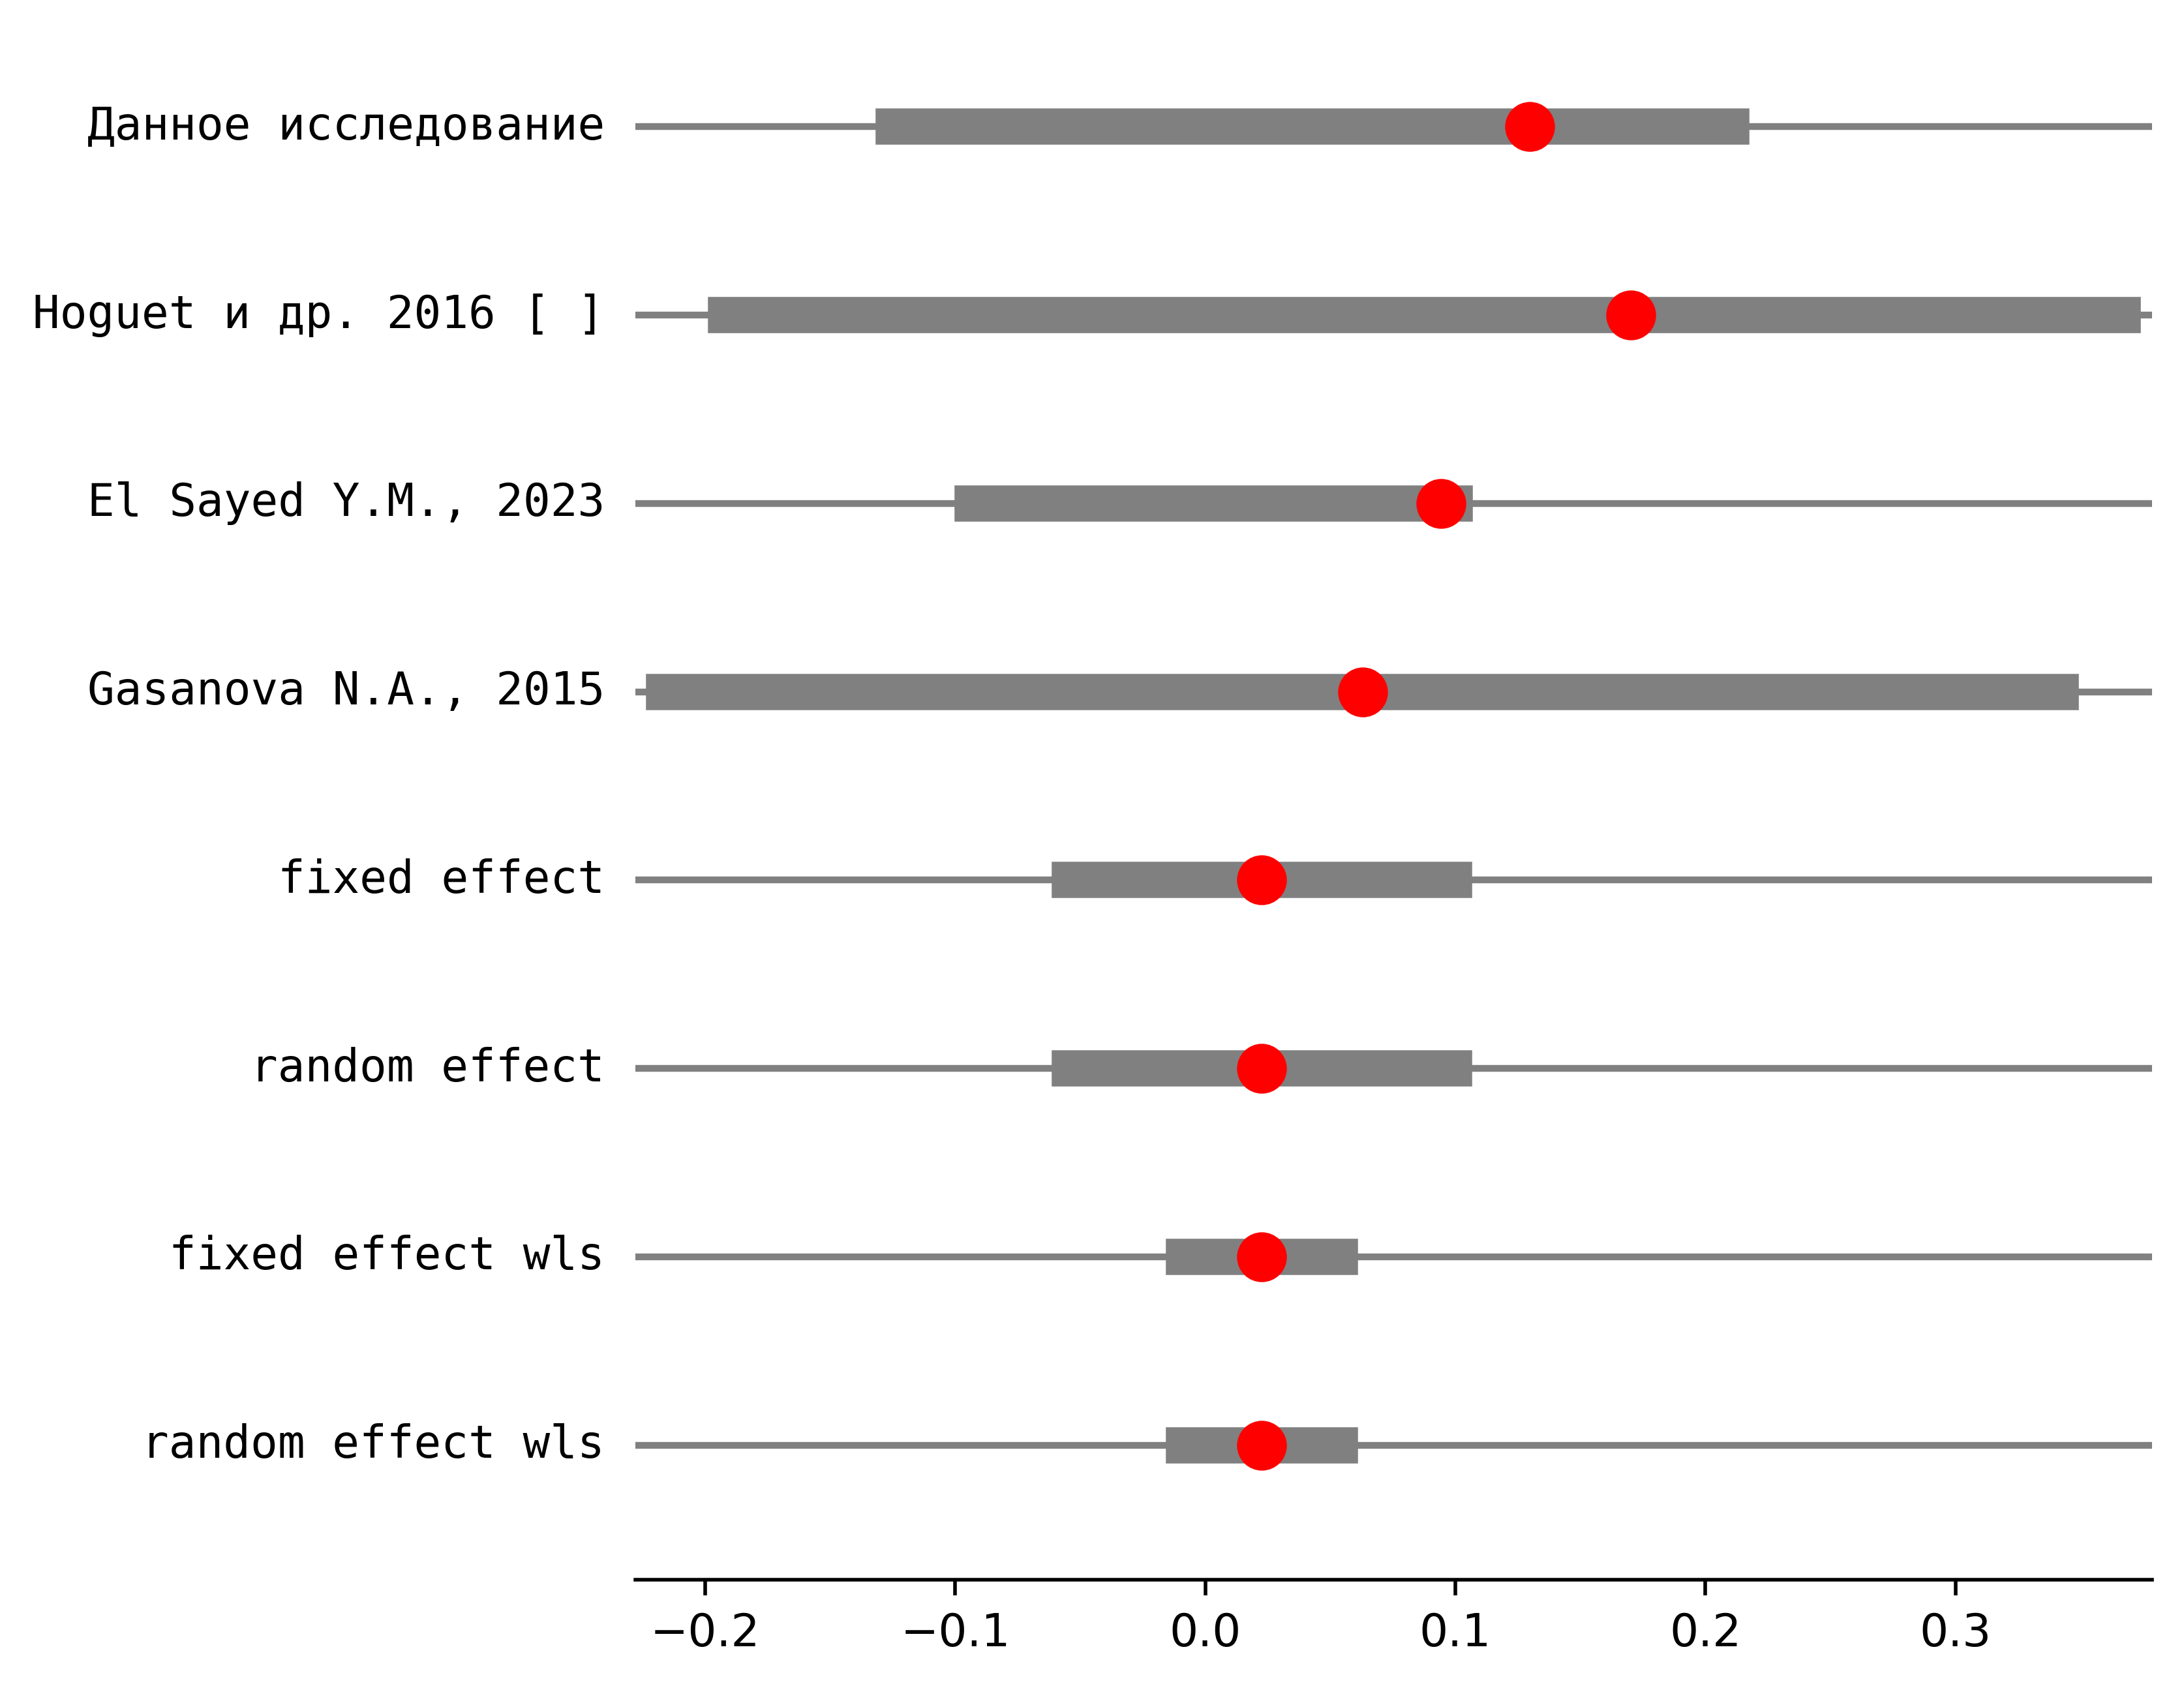 Данное исследование
Hoguet и др. 2016 [ ]
El Sayed Y.M., 2023
Gasanova N.A., 2015
fixed effect
random effect
fixed effect wls
random effect wls
−0.2 −0.1 0.0 0.1 0.2 0.3